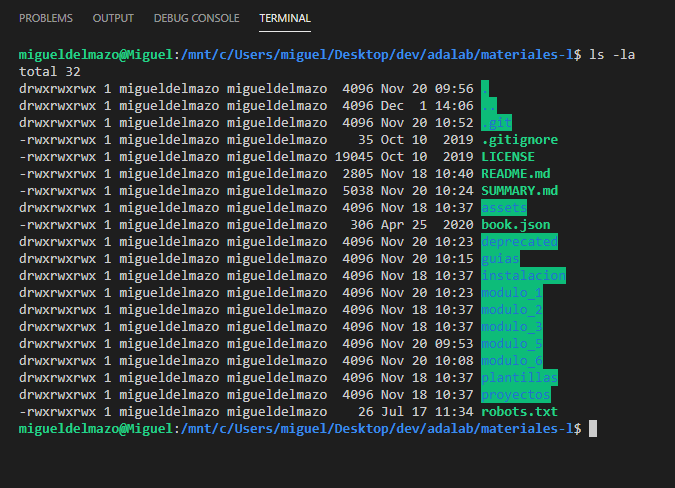 PROBLEMS OUTPUT DEBUG CONSOLE TERMINAL
migueldelmazo@Miguel:/mnt/c/Users/miguel/Desktop/dev/adalab/materiales-l$ ls -la
total 32
drwxrwxrwx 1 migueldelmazo migueldelmazo  4096 Nov 20 09:56 .
drwxrwxrwx 1 migueldelmazo migueldelmazo  4096 Dec  1 14:06 ..
drwxrwxrwx 1 migueldelmazo migueldelmazo  4096 Nov 20 10:52 .git
-rwxrwxrwx 1 migueldelmazo migueldelmazo    35 Oct 10  2019 .gitignore
-rwxrwxrwx 1 migueldelmazo migueldelmazo 19045 Oct 10  2019 LICENSE
-rwxrwxrwx 1 migueldelmazo migueldelmazo  2805 Nov 18 10:40 README.md
-rwxrwxrwx 1 migueldelmazo migueldelmazo  5038 Nov 20 10:24 SUMMARY.md
drwxrwxrwx 1 migueldelmazo migueldelmazo  4096 Nov 18 10:37 assets
-rwxrwxrwx 1 migueldelmazo migueldelmazo   306 Apr 25  2020 book.json
drwxrwxrwx 1 migueldelmazo migueldelmazo  4096 Nov 20 10:23 deprecated
drwxrwxrwx 1 migueldelmazo migueldelmazo  4096 Nov 20 10:15 guias
drwxrwxrwx 1 migueldelmazo migueldelmazo  4096 Nov 18 10:37 instalacion
drwxrwxrwx 1 migueldelmazo migueldelmazo  4096 Nov 20 10:23 modulo_1
drwxrwxrwx 1 migueldelmazo migueldelmazo  4096 Nov 18 10:37 modulo_2
drwxrwxrwx 1 migueldelmazo migueldelmazo  4096 Nov 18 10:37 modulo_3
drwxrwxrwx 1 migueldelmazo migueldelmazo  4096 Nov 20 09:53 modulo_5
drwxrwxrwx 1 migueldelmazo migueldelmazo  4096 Nov 20 10:08 modulo_6
drwxrwxrwx 1 migueldelmazo migueldelmazo  4096 Nov 18 10:37 plantillas
drwxrwxrwx 1 migueldelmazo migueldelmazo  4096 Nov 18 10:37 proyectos
-rwxrwxrwx 1 migueldelmazo migueldelmazo    26 Jul 17 11:34 robots.txt
migueldelmazo@Miguel:/mnt/c/Users/miguel/Desktop/dev/adalab/materiales-l$